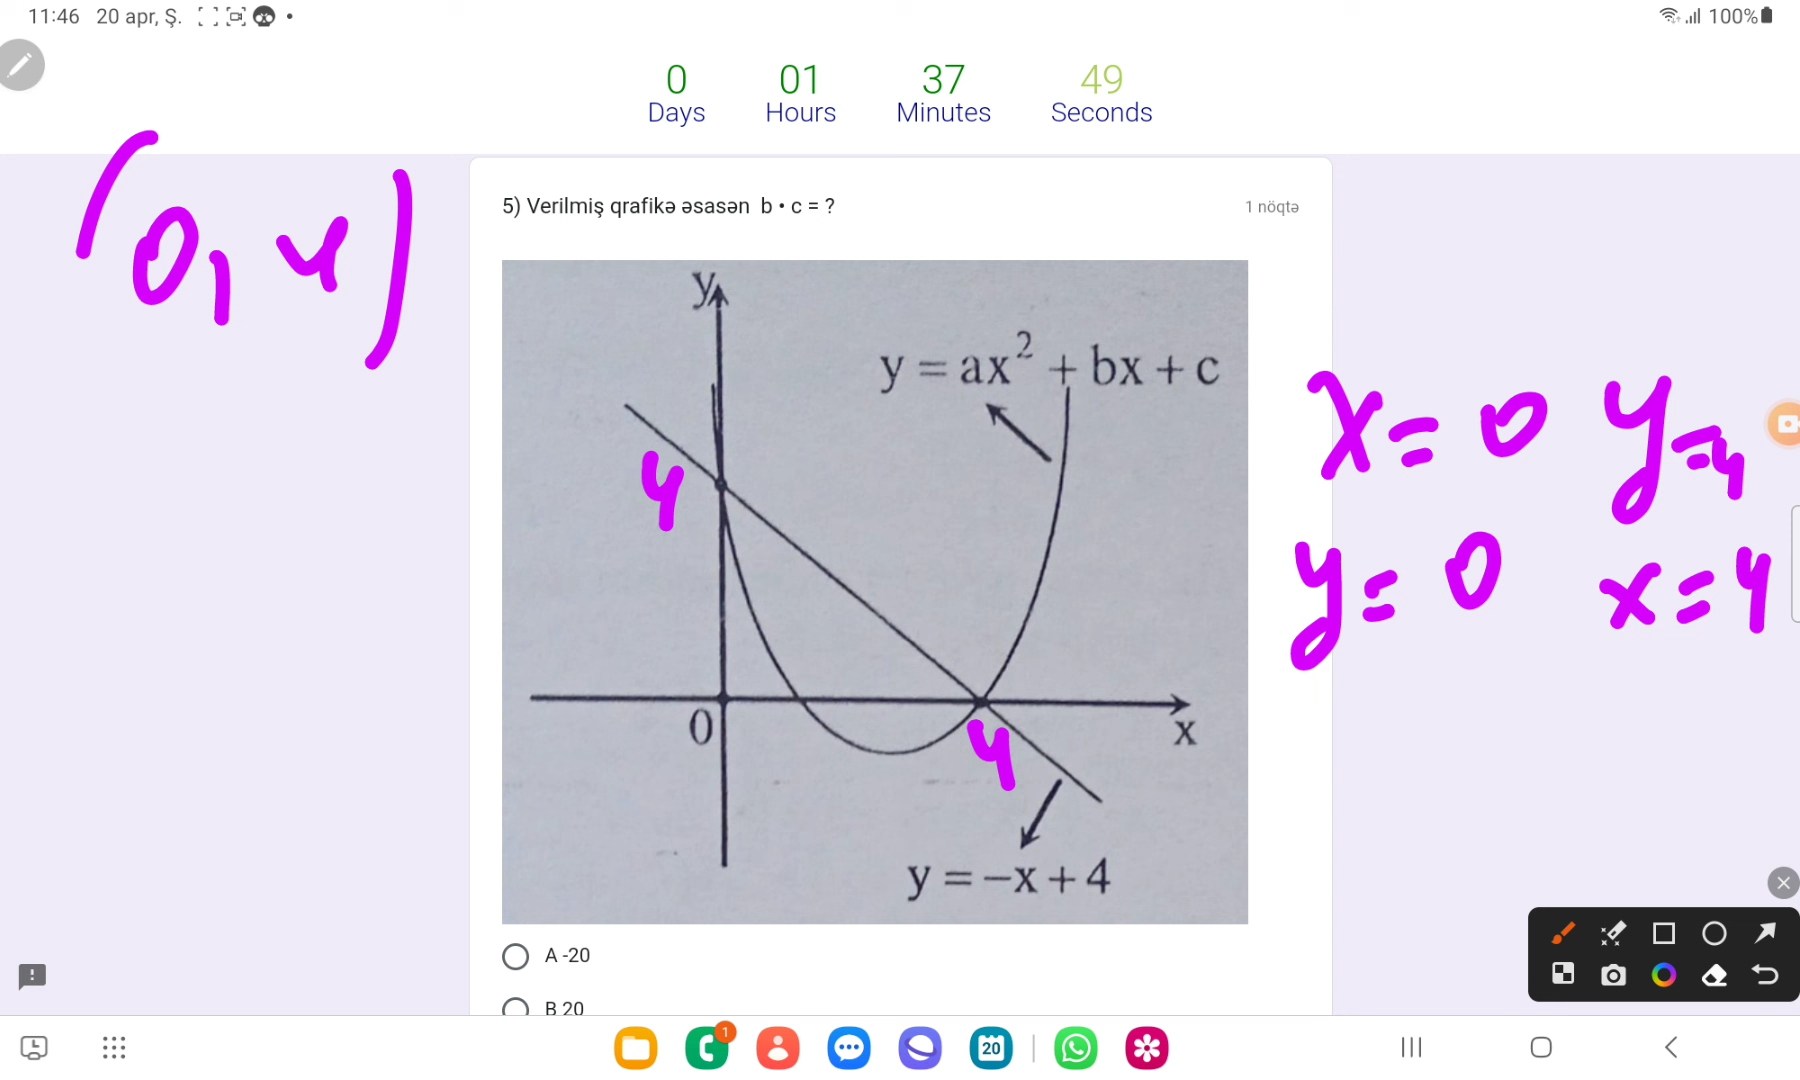 11:46 20 apr, Ş. •
100%
0 01 37 49
Days Hours Minutes Seconds
(0, 4)
5) Verilmiş qrafikə əsasən b • c = ?
1 nöqtə
y
y = ax² + bx + c
x = 0 y = 4
4
y = 0 x = 4
0
x
4
y = −x + 4
A -20
B 20
1
20